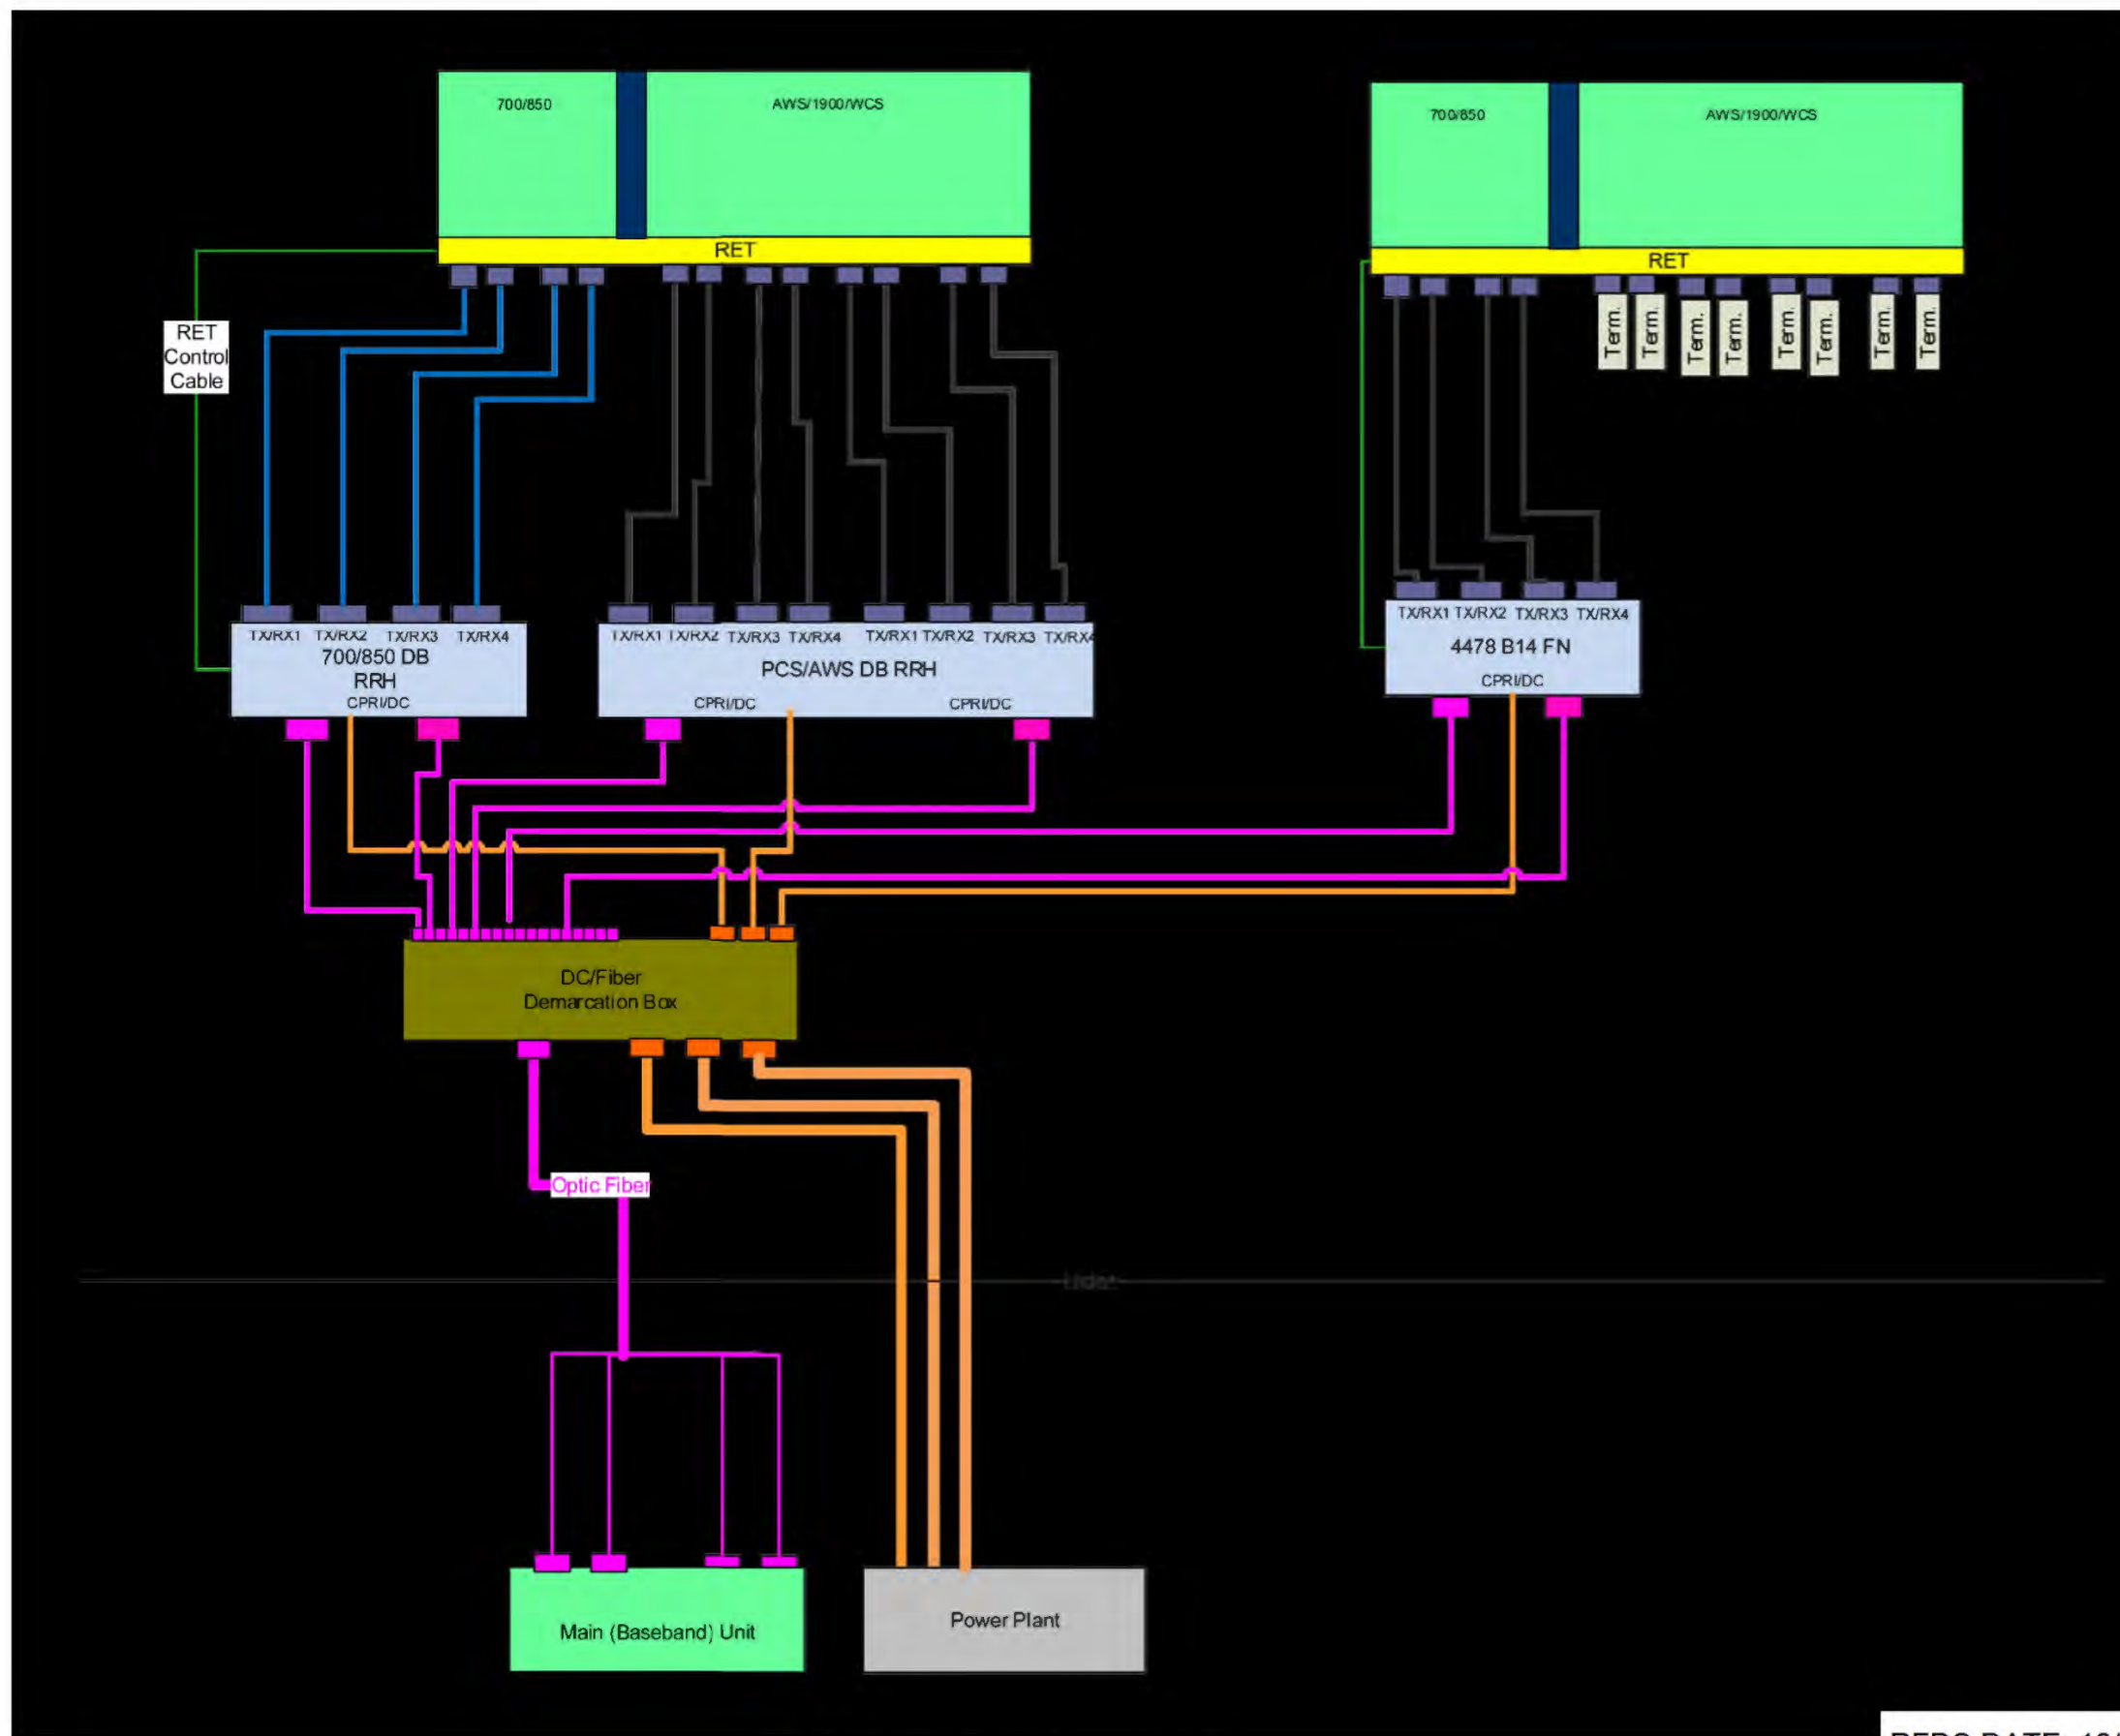 700/850
AWS/1900/WCS
RET
700/850
AWS/1900/WCS
RET
RET
Control
Cable
Term.
Term.
Term.
Term.
Term.
Term.
Term.
Term.
TX/RX1 TX/RX2 TX/RX3 TX/RX4
700/850 DB
RRH
CPRI/DC
TX/RX1 TX/RX2 TX/RX3 TX/RX4 TX/RX1 TX/RX2 TX/RX3 TX/RX4
PCS/AWS DB RRH
CPRI/DC CPRI/DC
TX/RX1 TX/RX2 TX/RX3 TX/RX4
4478 B14 FN
CPRI/DC
DC/Fiber
Demarcation Box
Optic Fiber
Main (Baseband) Unit
Power Plant